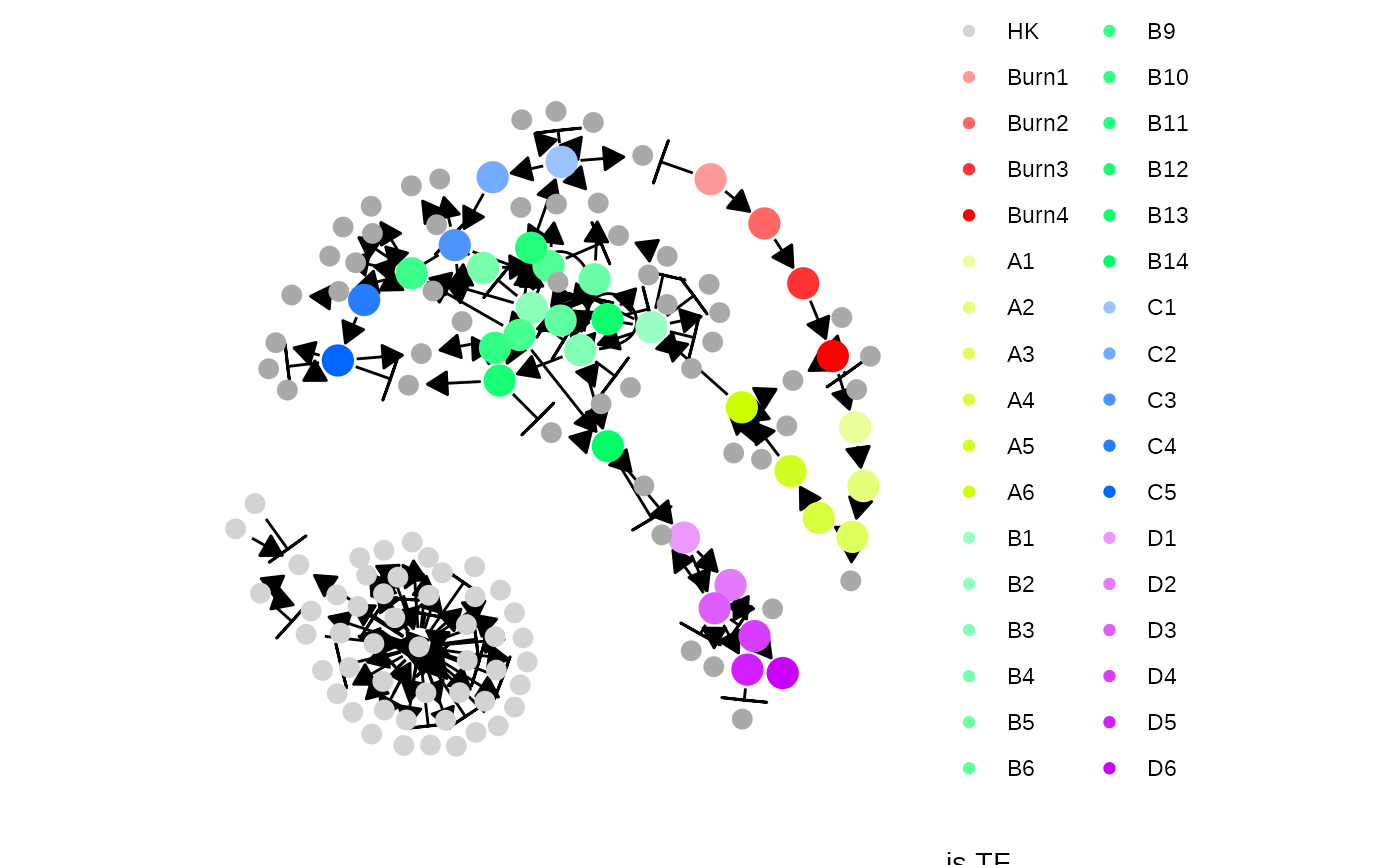 HK B9
Burn1 B10
Burn2 B11
Burn3 B12
Burn4 B13
A1 B14
A2 C1
A3 C2
A4 C3
A5 C4
A6 C5
B1 D1
B2 D2
B3 D3
B4 D4
B5 D5
B6 D6
is TF